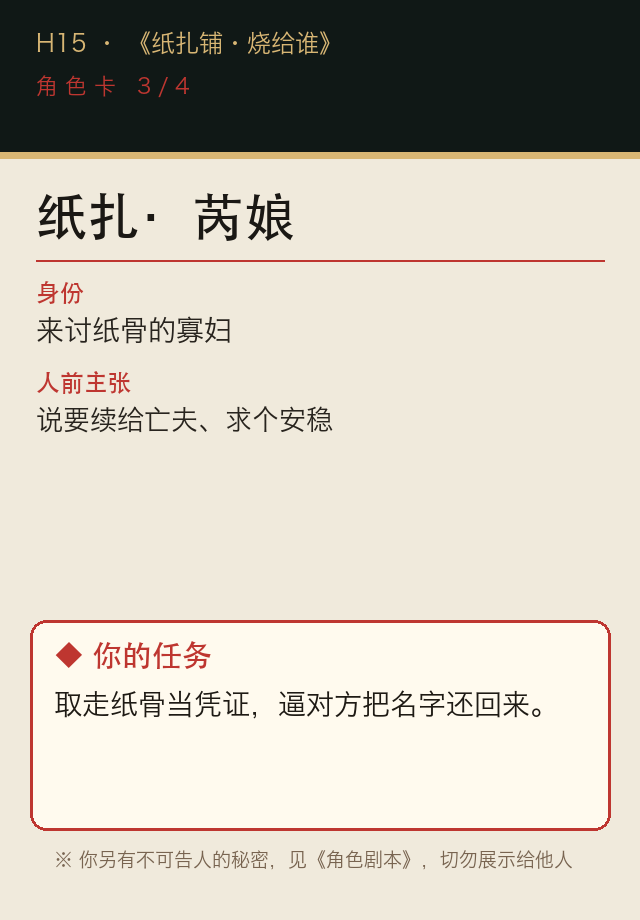 H15 · 《纸扎铺·烧给谁》
角色卡 3/4
纸扎· 芮娘
身份
来讨纸骨的寡妇
人前主张
说要续给亡夫、求个安稳
◆ 你的任务
取走纸骨当凭证，逼对方把名字还回来。
※ 你另有不可告人的秘密，见《角色剧本》，切勿展示给他人